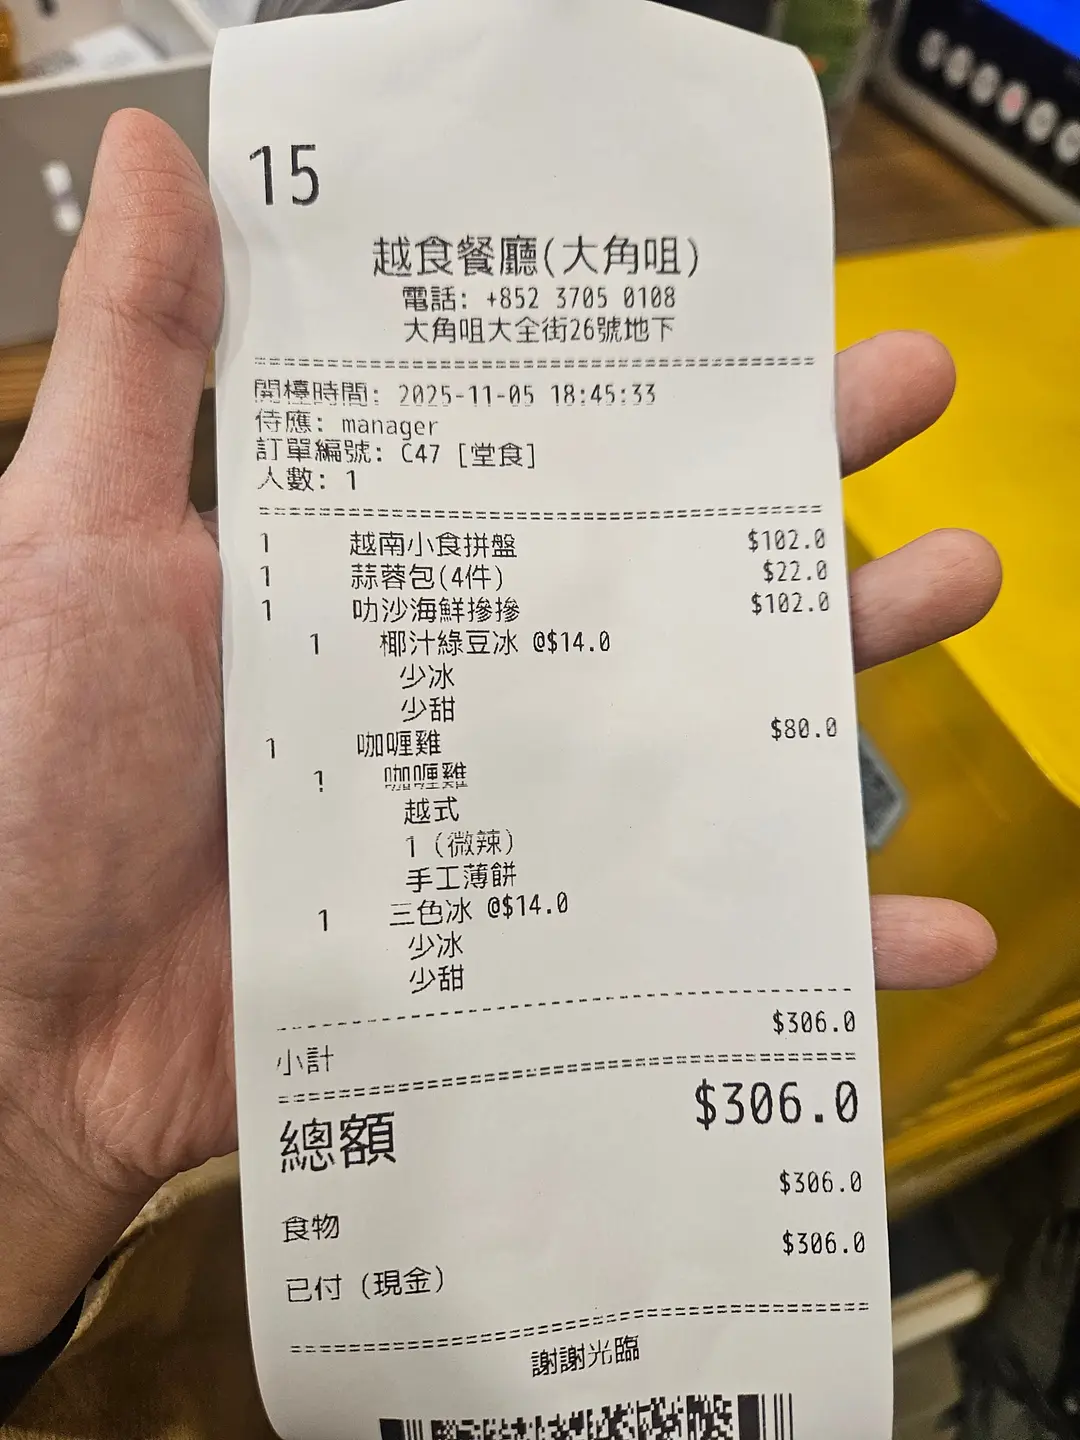 15
越食餐廳(大角咀)
電話: +852 3705 0108
大角咀大全街26號地下
開檯時間: 2025-11-05 18:45:33
侍應: manager
訂單編號: C47 [堂食]
人數: 1
1 越南小食拼盤 $102.0
1 蒜蓉包(4件) $22.0
1 叻沙海鮮摻摻 $102.0
1 椰汁綠豆冰 @$14.0
少冰
少甜
1 咖喱雞 $80.0
1 咖喱雞
越式
1 (微辣)
手工薄餅
1 三色冰 @$14.0
少冰
少甜
小計 $306.0
總額 $306.0
食物 $306.0
已付 (現金) $306.0
謝謝光臨